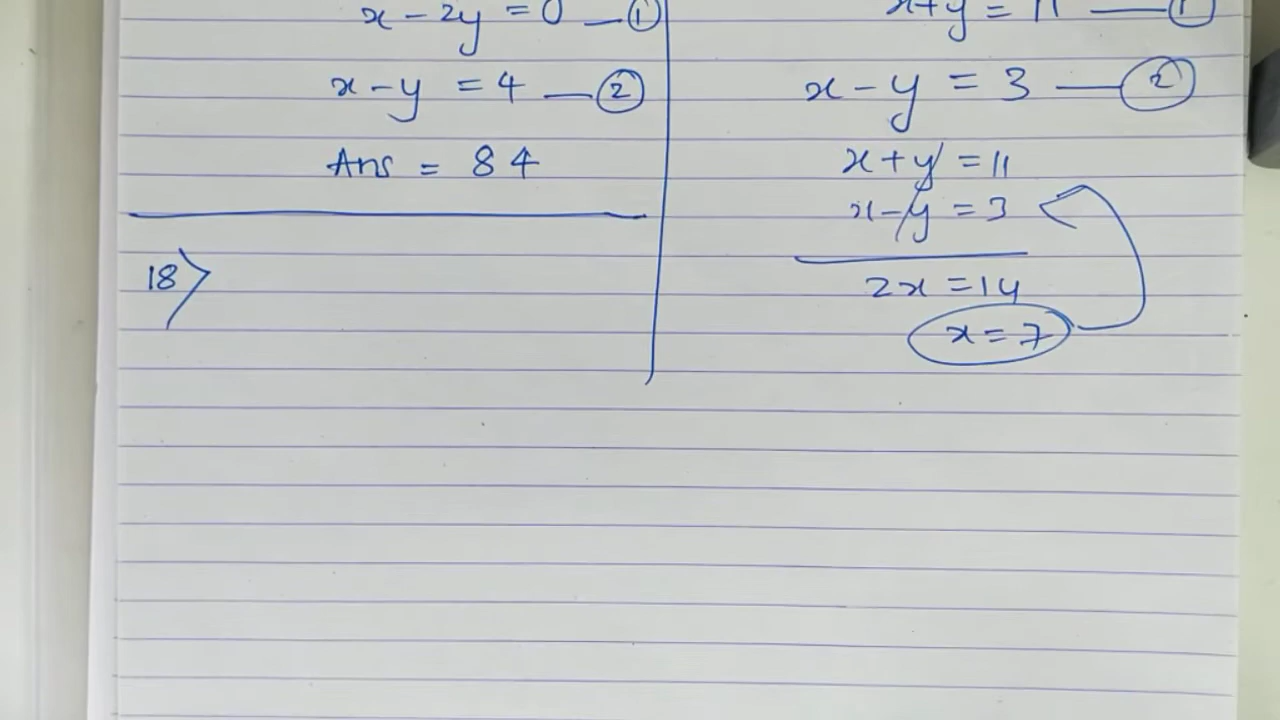 x - 2y = 0 — ①
x - y = 4 — ②
Ans = 84
18>
x + y = 11 — ①
x - y = 3 — ②
x + y = 11
x - y = 3
2x = 14
x = 7